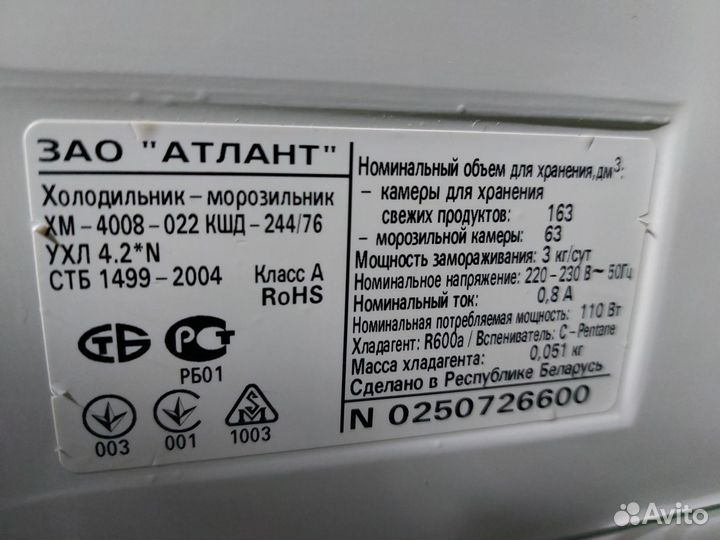 ЗАО "АТЛАНТ"
Холодильник – морозильник
ХМ – 4008 – 022 КШД – 244/76
УХЛ 4.2*N
СТБ 1499 – 2004 Класс А
RoHS
СТБ РСТ
РБ01
003 001 1003
Номинальный объем для хранения,дм³:
– камеры для хранения
свежих продуктов: 163
– морозильной камеры: 63
Мощность замораживания: 3 кг/сут
Номинальное напряжение: 220 – 230 В~ 50Гц
Номинальный ток: 0,8 А
Номинальная потребляемая мощность: 110 Вт
Хладагент: R600a / Вспениватель: C – Pentane
Масса хладагента: 0,051 кг
Сделано в Республике Беларусь
N 0250726600
Avito